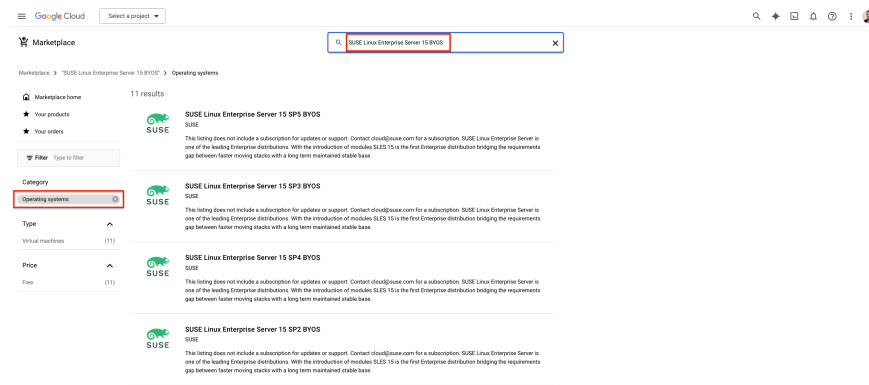 Google Cloud
Select a project
Marketplace
SUSE Linux Enterprise Server 15 BYOS
Marketplace > "SUSE Linux Enterprise Server 15 BYOS" > Operating systems
Marketplace home
Your products
Your orders
Filter Type to filter
Category
Operating systems
Type
Virtual machines (11)
Price
Free (11)
11 results
SUSE
SUSE Linux Enterprise Server 15 SP5 BYOS
SUSE
This listing does not include a subscription for updates or support. Contact cloud@suse.com for a subscription. SUSE Linux Enterprise Server is
one of the leading Enterprise distributions. With the introduction of modules SLES 15 is the first Enterprise distribution bridging the requirements
gap between faster moving stacks with a long term maintained stable base.
SUSE
SUSE Linux Enterprise Server 15 SP3 BYOS
SUSE
This listing does not include a subscription for updates or support. Contact cloud@suse.com for a subscription. SUSE Linux Enterprise Server is
one of the leading Enterprise distributions. With the introduction of modules SLES 15 is the first Enterprise distribution bridging the requirements
gap between faster moving stacks with a long term maintained stable base.
SUSE
SUSE Linux Enterprise Server 15 SP4 BYOS
SUSE
This listing does not include a subscription for updates or support. Contact cloud@suse.com for a subscription. SUSE Linux Enterprise Server is
one of the leading Enterprise distributions. With the introduction of modules SLES 15 is the first Enterprise distribution bridging the requirements
gap between faster moving stacks with a long term maintained stable base.
SUSE
SUSE Linux Enterprise Server 15 SP2 BYOS
SUSE
This listing does not include a subscription for updates or support. Contact cloud@suse.com for a subscription. SUSE Linux Enterprise Server is
one of the leading Enterprise distributions. With the introduction of modules SLES 15 is the first Enterprise distribution bridging the requirements
gap between faster moving stacks with a long term maintained stable base.